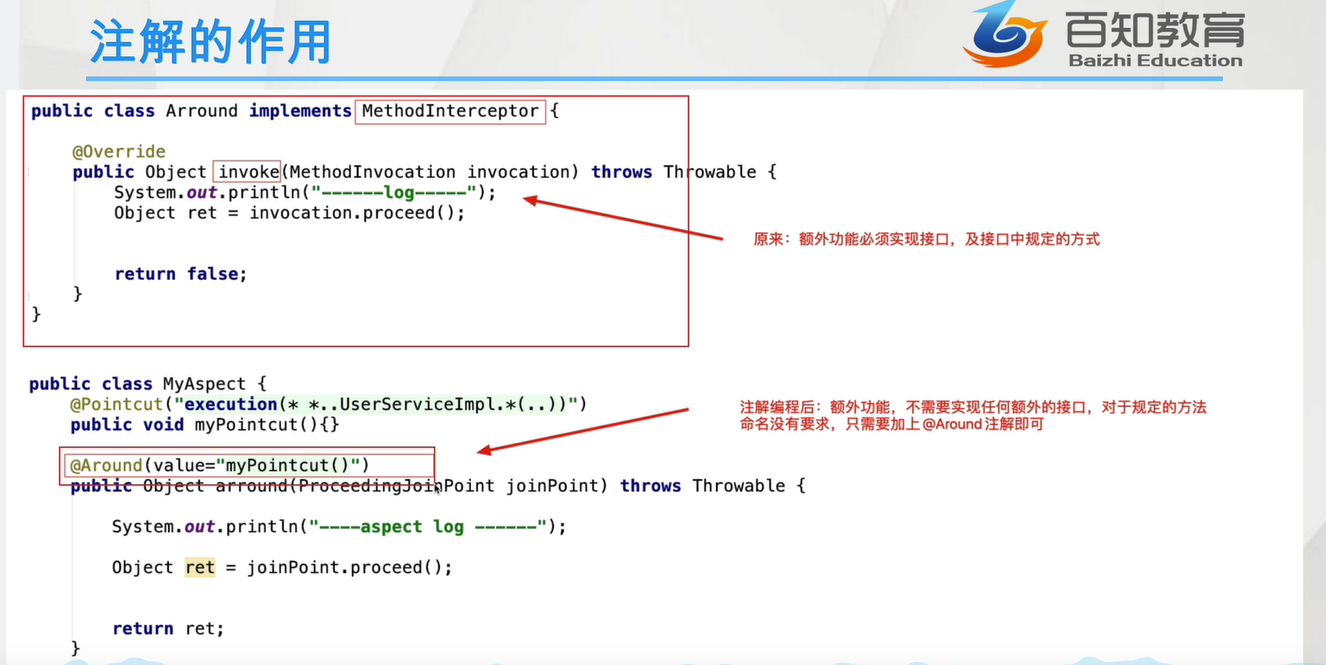 注解的作用
百知教育
Baizhi Education
public class Arround implements MethodInterceptor {
@Override
public Object invoke(MethodInvocation invocation) throws Throwable {
System.out.println("------log-----");
Object ret = invocation.proceed();
原来：额外功能必须实现接口，及接口中规定的方式
return false;
}
}
public class MyAspect {
@Pointcut("execution(* *..UserServiceImpl.*(..))")
public void myPointcut(){}
注解编程后：额外功能，不需要实现任何额外的接口，对于规定的方法
命名没有要求，只需要加上@Around注解即可
@Around(value="myPointcut()")
public Object arround(ProceedingJoinPoint joinPoint) throws Throwable {
System.out.println("----aspect log ------");
Object ret = joinPoint.proceed();
return ret;
}